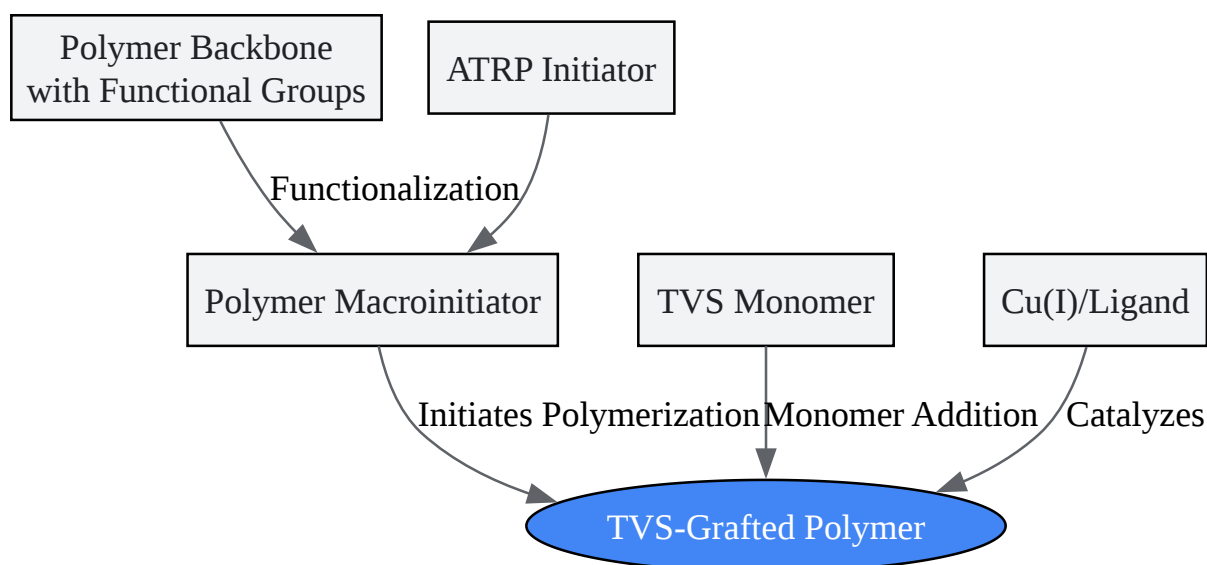 Polymer Backbone
with Functional Groups
ATRP Initiator
Functionalization
Polymer Macroinitiator
TVS Monomer
Cu(I)/Ligand
Initiates Polymerization
Monomer Addition
Catalyzes
TVS-Grafted Polymer